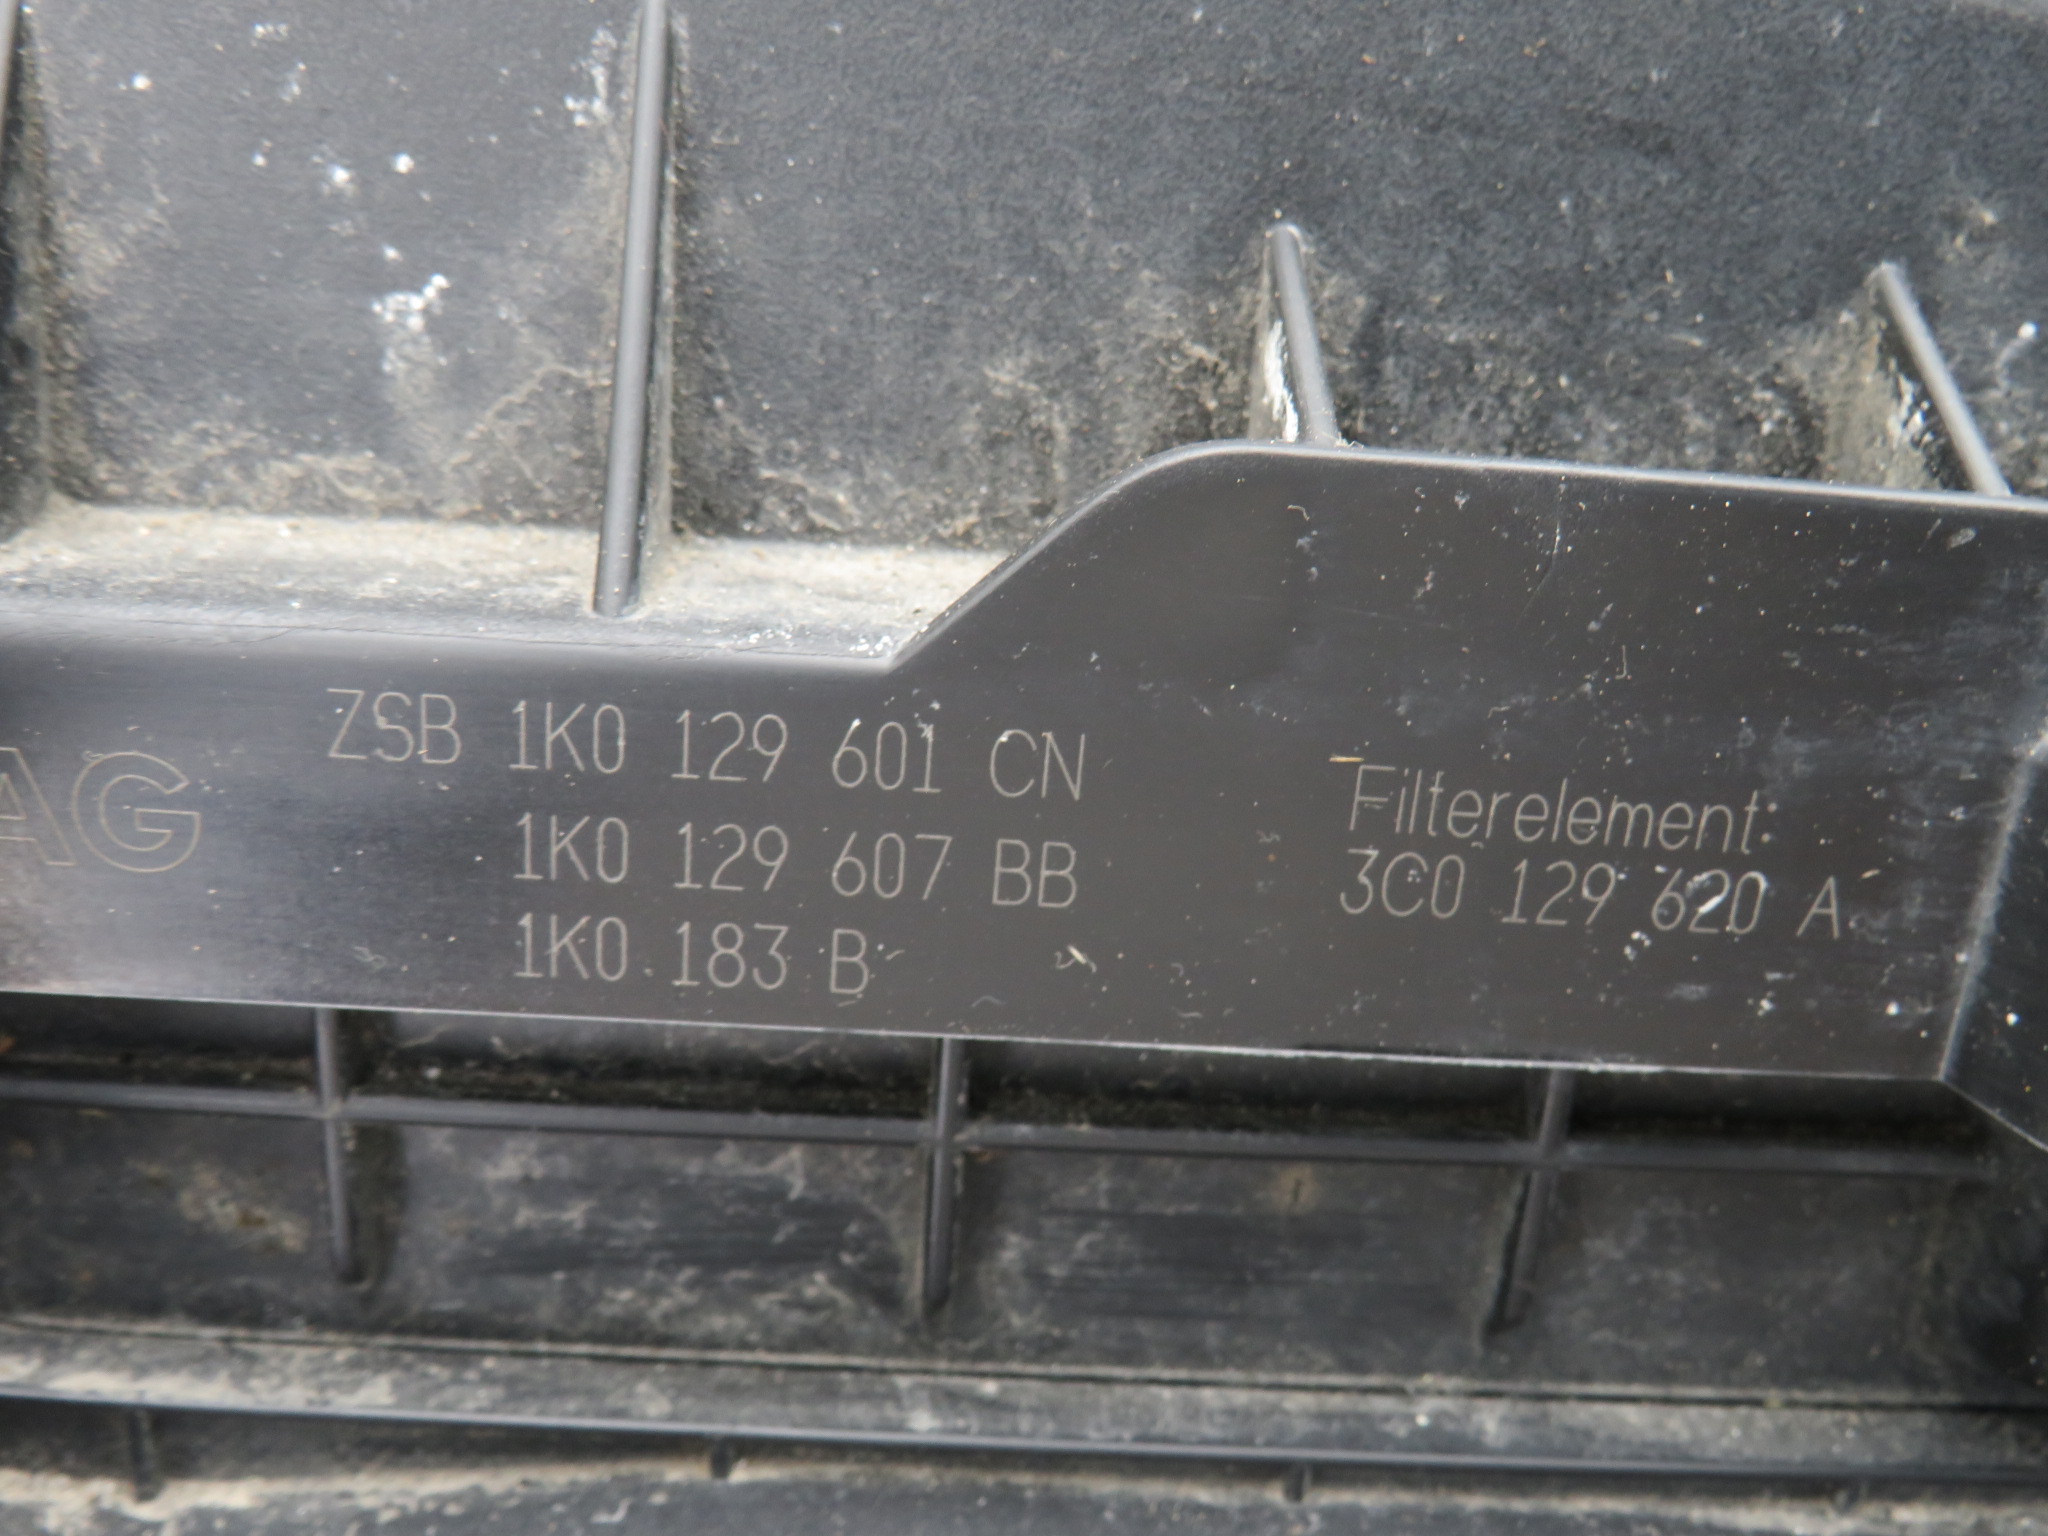 AG
ZSB 1K0 129 601 CN
1K0 129 607 BB
1K0 183 B
Filterelement:
3C0 129 620 A